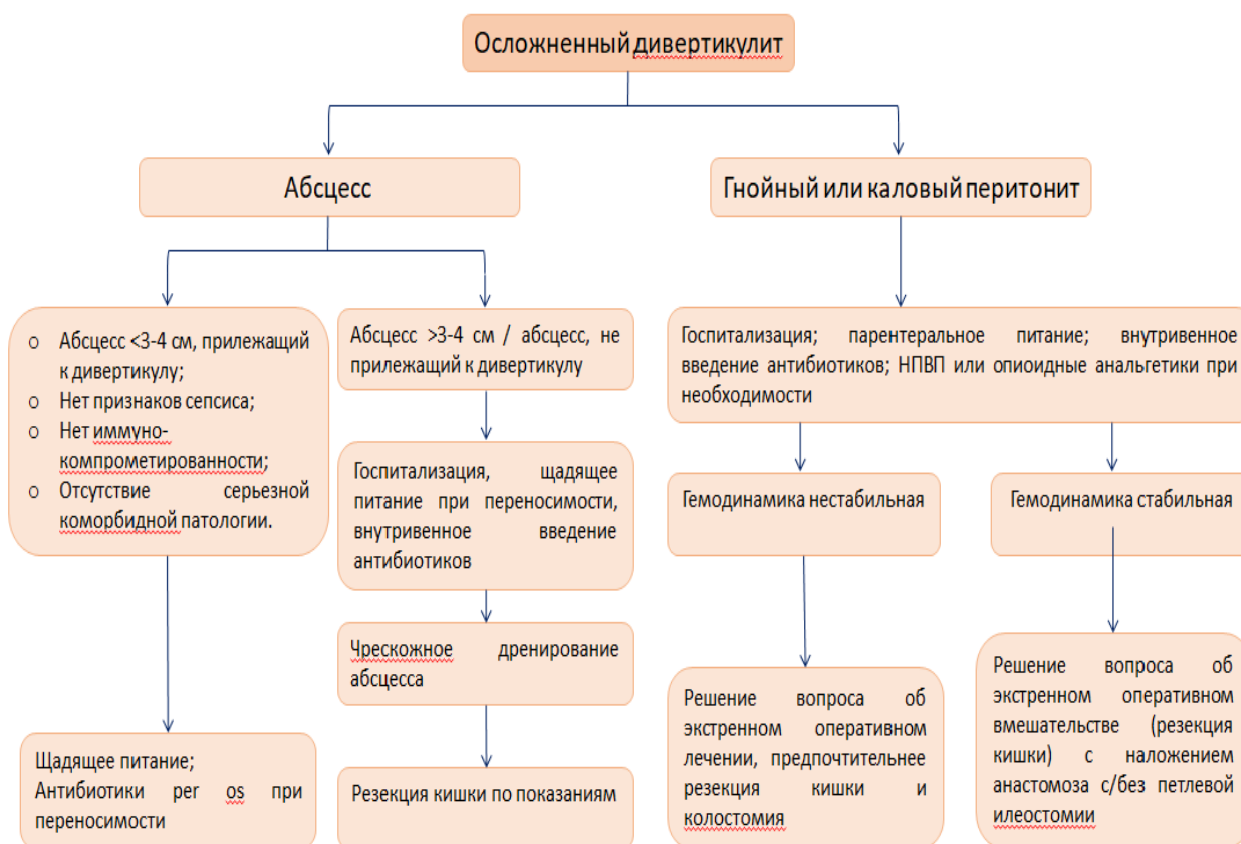 Осложненный дивертикулит
Абсцесс
Гнойный или каловый перитонит
o Абсцесс <3-4 см, прилежащий
к дивертикулу;
o Нет признаков сепсиса;
o Нет иммуно-
компрометированности;
o Отсутствие серьезной
коморбидной патологии.
Абсцесс >3-4 см / абсцесс, не
прилежащий к дивертикулу
Госпитализация; парентеральное питание; внутривенное
введение антибиотиков; НПВП или опиоидные анальгетики при
необходимости
Госпитализация, щадящее
питание при переносимости,
внутривенное введение
антибиотиков
Гемодинамика нестабильная
Гемодинамика стабильная
Чрескожное дренирование
абсцесса
Щадящее питание;
Антибиотики per os при
переносимости
Резекция кишки по показаниям
Решение вопроса об
экстренном оперативном
лечении, предпочтительнее
резекция кишки и
колостомия
Решение вопроса об
экстренном оперативном
вмешательстве (резекция
кишки) с наложением
анастомоза с/без петлевой
илеостомии